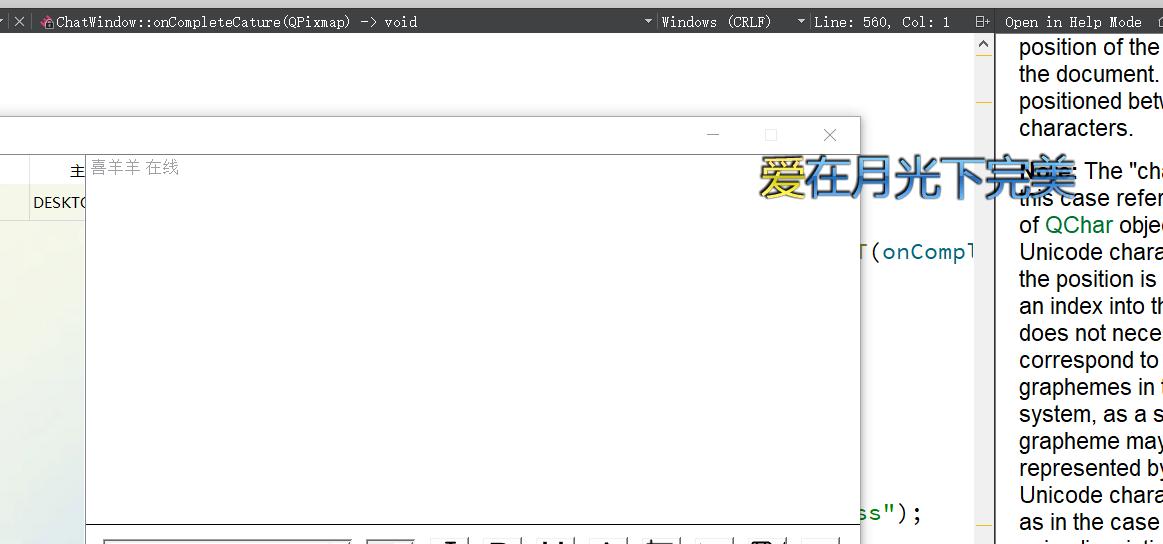 ChatWindow::onCompleteCature(QPixmap) -> void
Windows (CRLF)
Line: 560, Col: 1
Open in Help Mode
主
DESKTO
喜羊羊 在线
爱在月光下完美
T(onCompl
ss");
position of the
the document.
positioned betw
characters.
Note: The "cha
this case refer
of QChar obje
Unicode chara
the position is
an index into th
does not nece
correspond to
graphemes in t
system, as a s
grapheme may
represented by
Unicode chara
as in the case